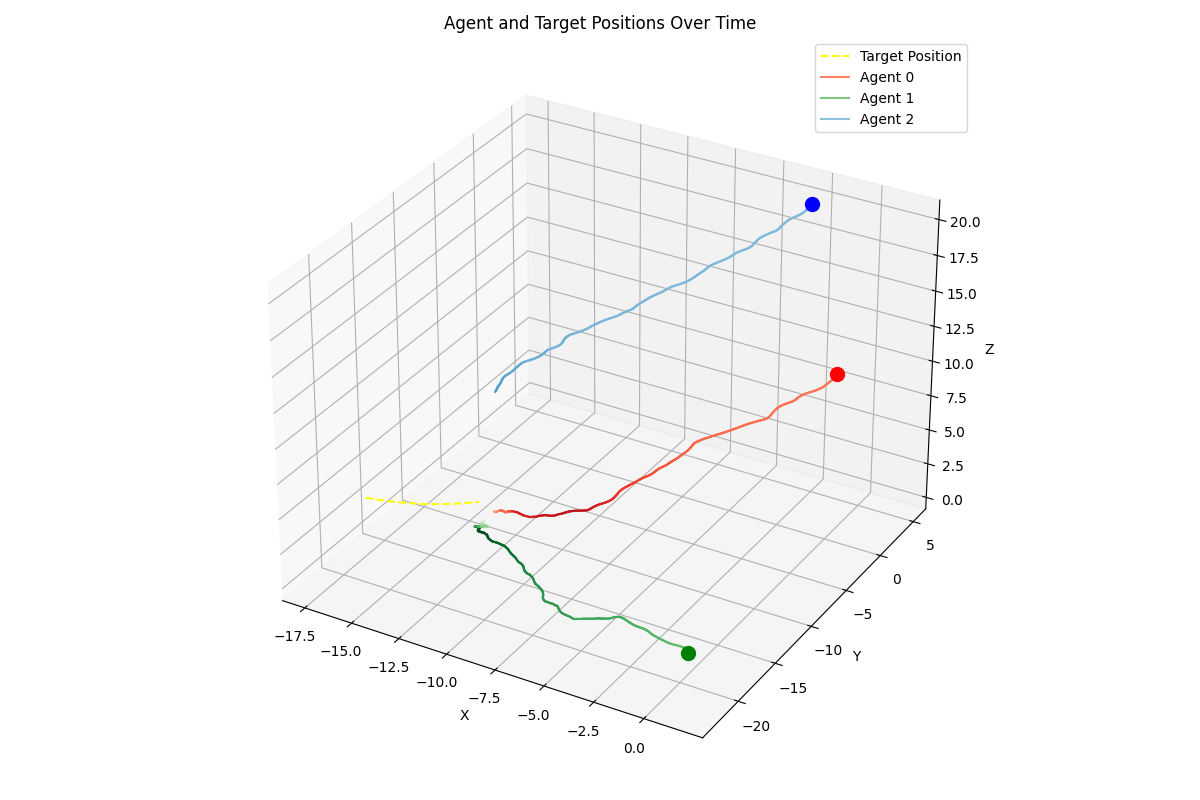 Agent and Target Positions Over Time
Target Position
Agent 0
Agent 1
Agent 2
20.0
17.5
15.0
12.5
10.0
7.5
5.0
2.5
0.0
Z
5
0
−5
−10
−15
−20
Y
−17.5
−15.0
−12.5
−10.0
−7.5
−5.0
−2.5
0.0
X